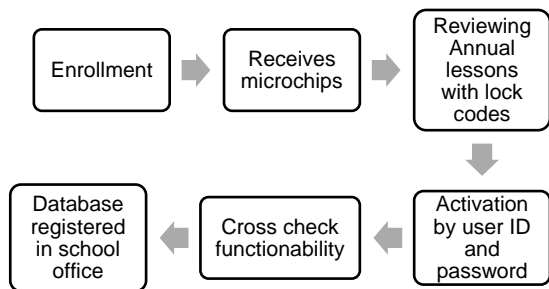 Enrollment
Receives
microchips
Reviewing
Annual
lessons
with lock
codes
Activation
by user ID
and
password
Cross check
functionability
Database
registered
in school
office